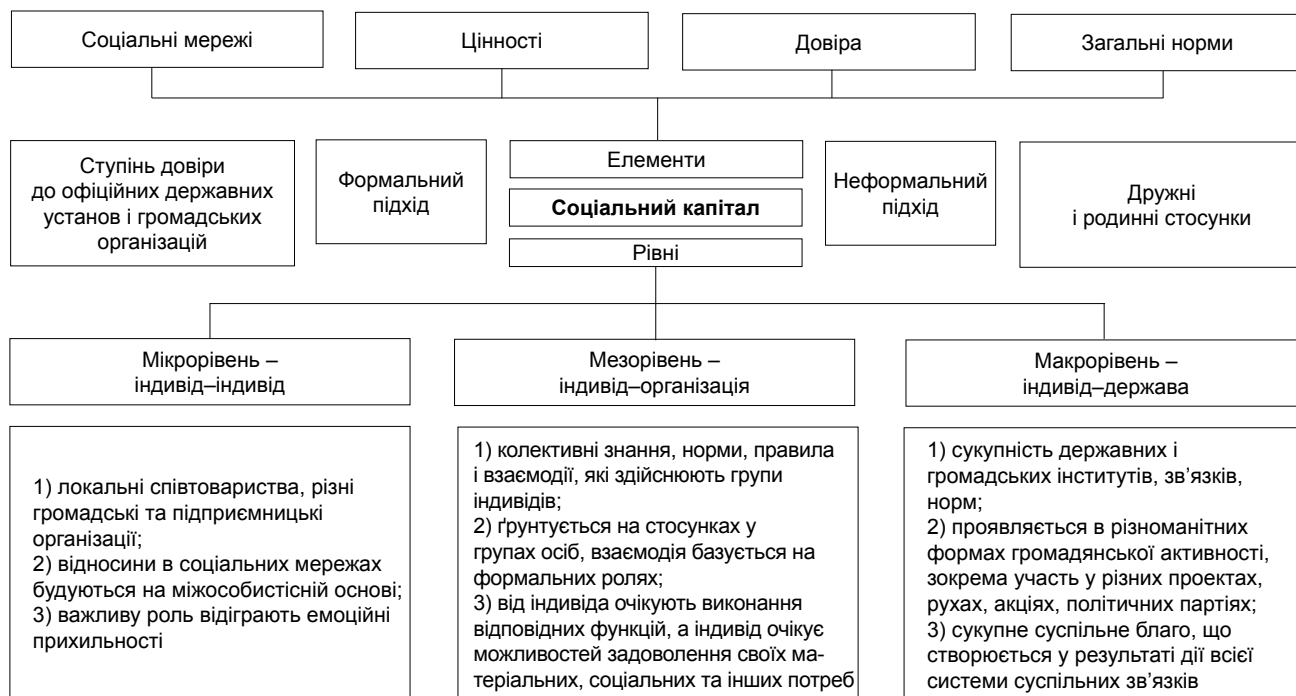 Соціальні мережі
Цінності
Довіра
Загальні норми
Ступінь довіри
до офіційних державних
установ і громадських
організацій
Формальний
підхід
Елементи
Соціальний капітал
Рівні
Неформальний
підхід
Дружні
і родинні стосунки
Мікрорівень –
індивід–індивід
Мезорівень –
індивід–організація
Макрорівень –
індивід–держава
1) локальні співтовариства, різні
громадські та підприємницькі
організації;
2) відносини в соціальних мережах
будуються на міжособистісній основі;
3) важливу роль відіграють емоційні
прихильності
1) колективні знання, норми, правила
і взаємодії, які здійснюють групи
індивідів;
2) ґрунтується на стосунках у
групах осіб, взаємодія базується на
формальних ролях;
3) від індивіда очікують виконання
відповідних функцій, а індивід очікує
можливостей задоволення своїх ма-
теріальних, соціальних та інших потреб
1) сукупність державних і
громадських інститутів, зв’язків,
норм;
2) проявляється в різноманітних
формах громадянської активності,
зокрема участь у різних проектах,
рухах, акціях, політичних партіях;
3) сукупне суспільне благо, що
створюється у результаті дії всієї
системи суспільних зв’язків